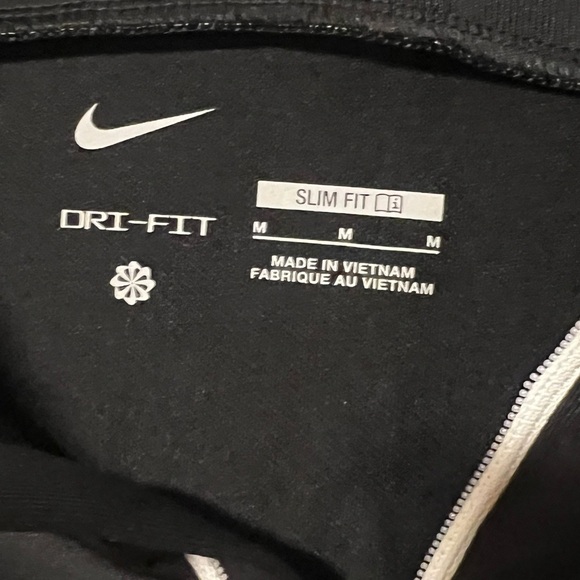 DRI-FIT
SLIM FIT
M M M
MADE IN VIETNAM
FABRIQUE AU VIETNAM